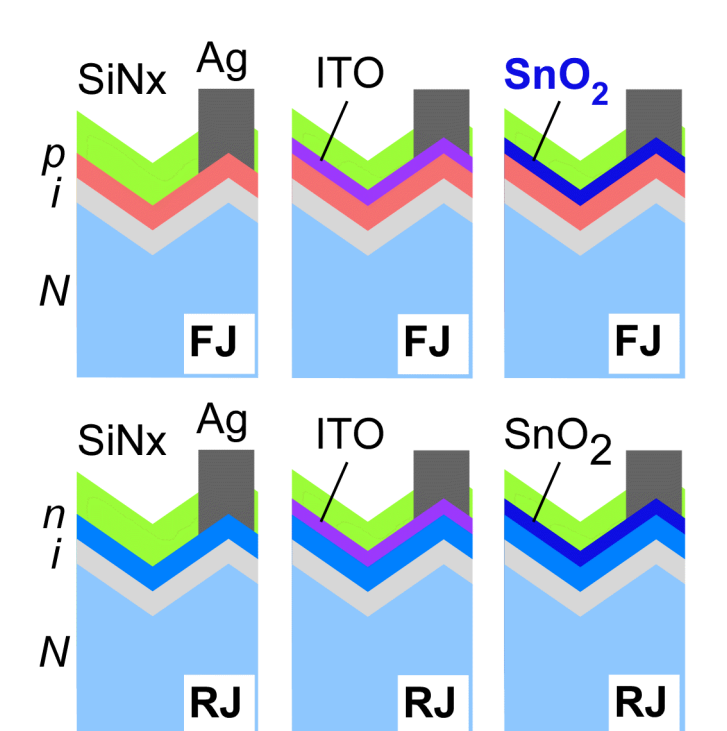 SiNx Ag ITO SnO₂
p
i
N
FJ FJ FJ
SiNx Ag ITO SnO₂
n
i
N
RJ RJ RJ